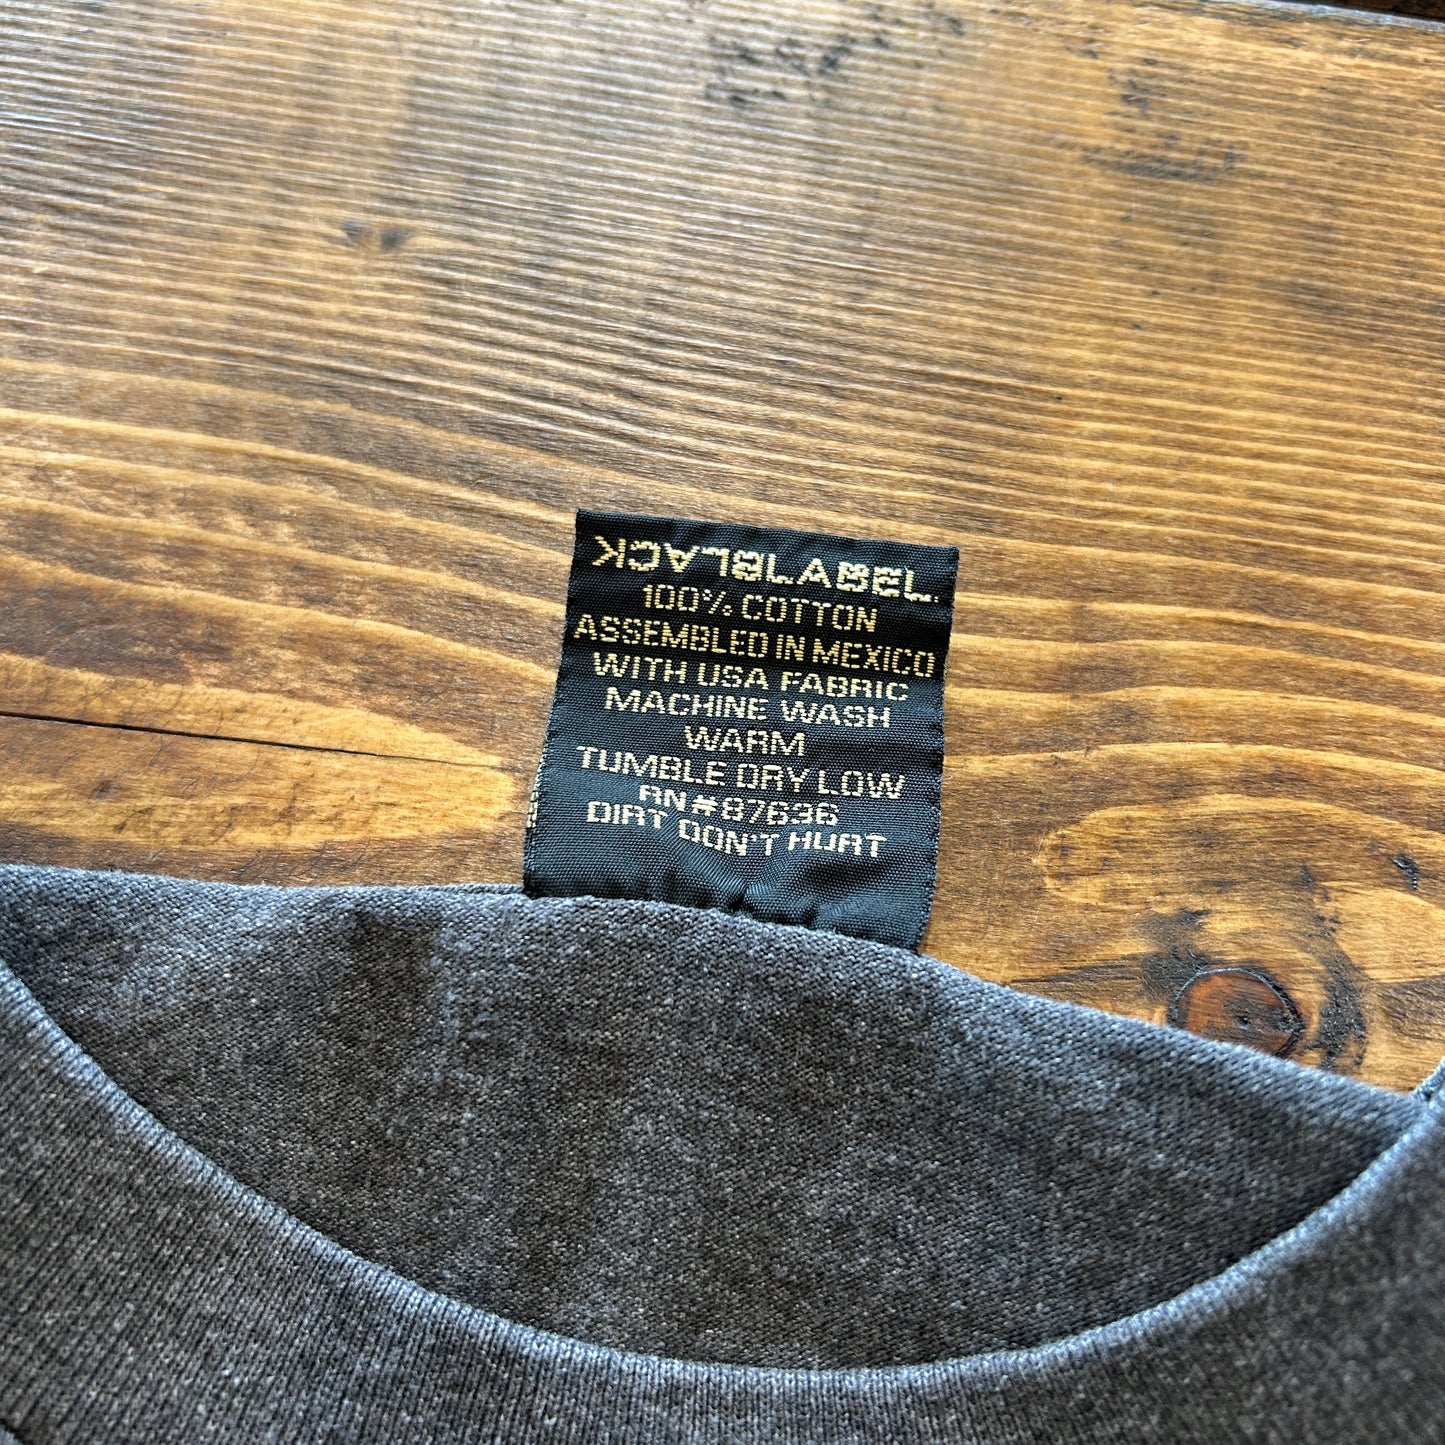 BLACKLABEL
100% COTTON
ASSEMBLED IN MEXICO
WITH USA FABRIC
MACHINE WASH
WARM
TUMBLE DRY LOW
RN#87636
DIRT DON'T HURT